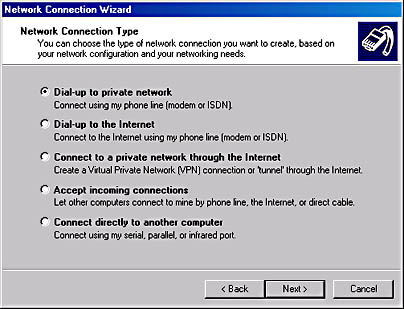 Network Connection Wizard
Network Connection Type
You can choose the type of network connection you want to create, based on
your network configuration and your networking needs.
Dial-up to private network
Connect using my phone line (modem or ISDN).
Dial-up to the Internet
Connect to the Internet using my phone line (modem or ISDN).
Connect to a private network through the Internet
Create a Virtual Private Network (VPN) connection or 'tunnel' through the Internet.
Accept incoming connections
Let other computers connect to mine by phone line, the Internet, or direct cable.
Connect directly to another computer
Connect using my serial, parallel, or infrared port.
< Back
Next >
Cancel